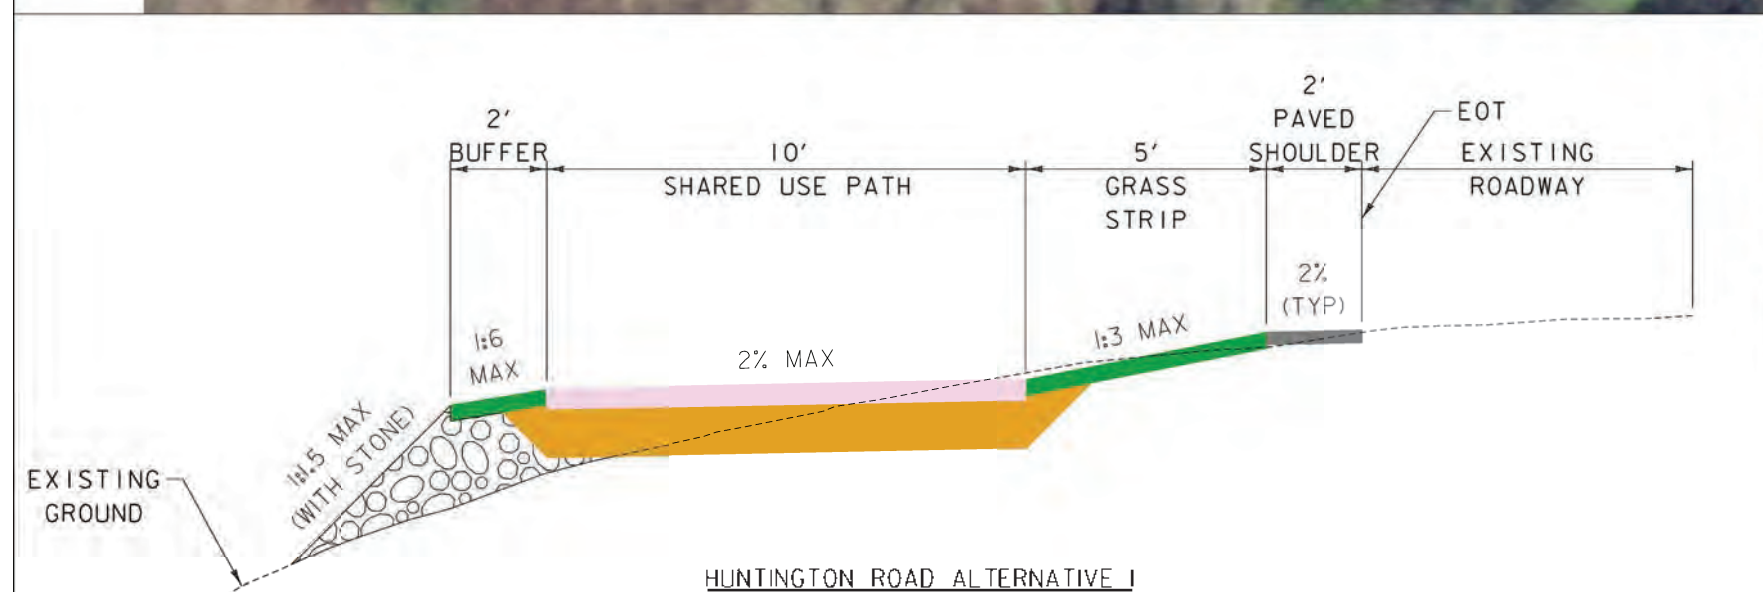 2'
BUFFER
10'
SHARED USE PATH
5'
GRASS
STRIP
2'
PAVED
SHOULDER
EOT
EXISTING
ROADWAY
2%
(TYP)
1:6
MAX
2% MAX
1:3 MAX
1:1.5 MAX
(WITH STONE)
EXISTING
GROUND
HUNTINGTON ROAD ALTERNATIVE 1